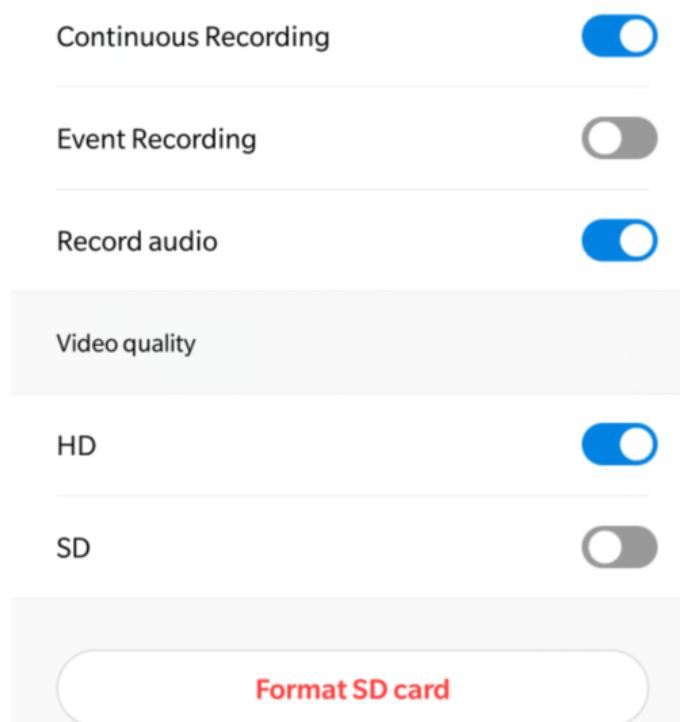 Continuous Recording
Event Recording
Record audio
Video quality
HD
SD
Format SD card